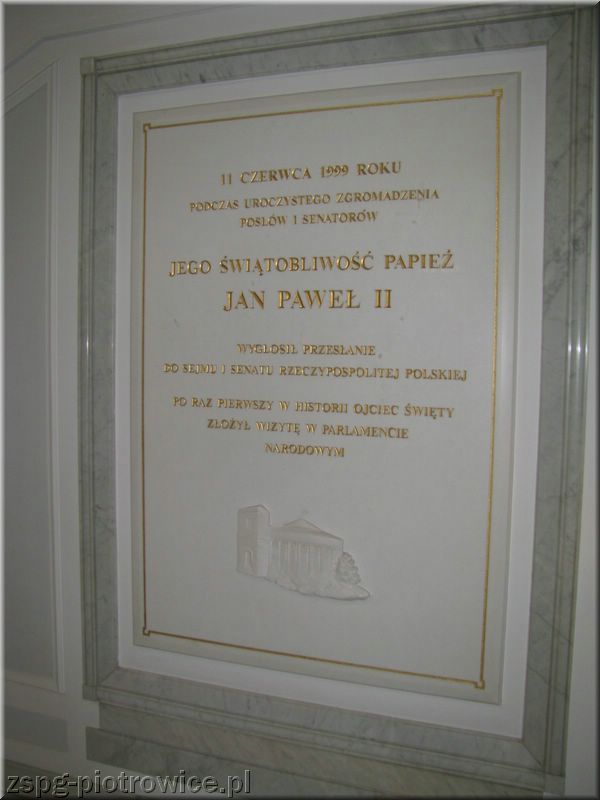 11 CZERWCA 1999 ROKU
PODCZAS UROCZYSTEGO ZGROMADZENIA
POSŁÓW I SENATORÓW
JEGO ŚWIĄTOBLIWOŚĆ PAPIEŻ
JAN PAWEŁ II
WYGŁOSIŁ PRZESŁANIE
DO SEJMU I SENATU RZECZYPOSPOLITEJ POLSKIEJ
PO RAZ PIERWSZY W HISTORII OJCIEC ŚWIĘTY
ZŁOŻYŁ WIZYTĘ W PARLAMENCIE
NARODOWYM
zspg-piotrowice.pl